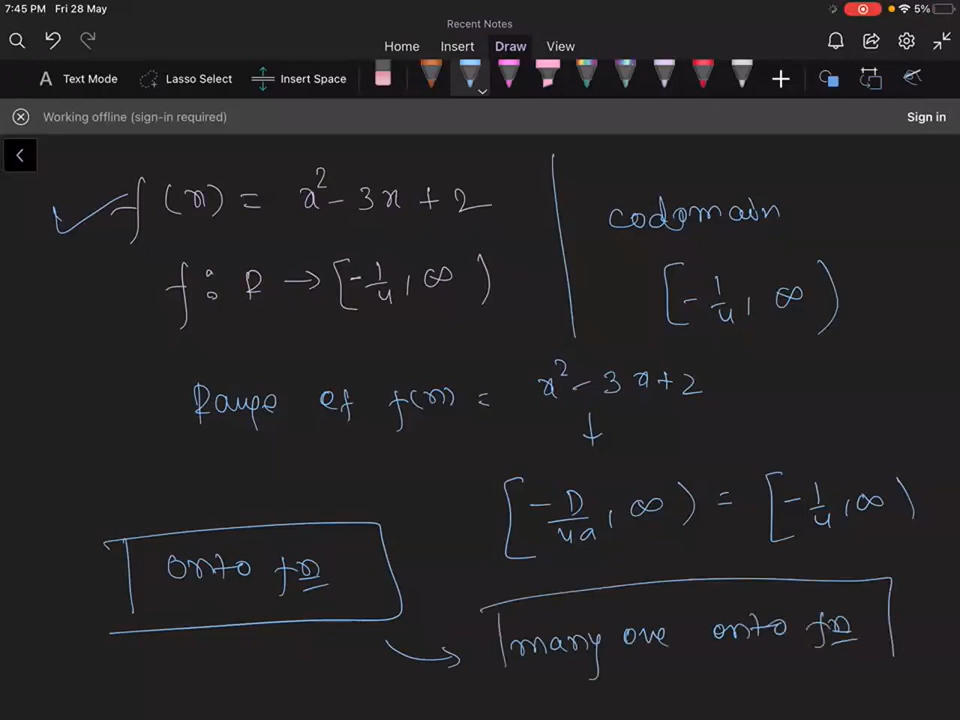 7:45 PM Fri 28 May
5%
Recent Notes
Home Insert Draw View
A Text Mode Lasso Select Insert Space
Working offline (sign-in required) Sign in
f(x) = x² - 3x + 2
f : R → [-1/4, ∞)
codomain
[-1/4, ∞)
Range of f(x) = x² - 3x + 2
↓
[-D/4a, ∞) = [-1/4, ∞)
onto fn
many one onto fn